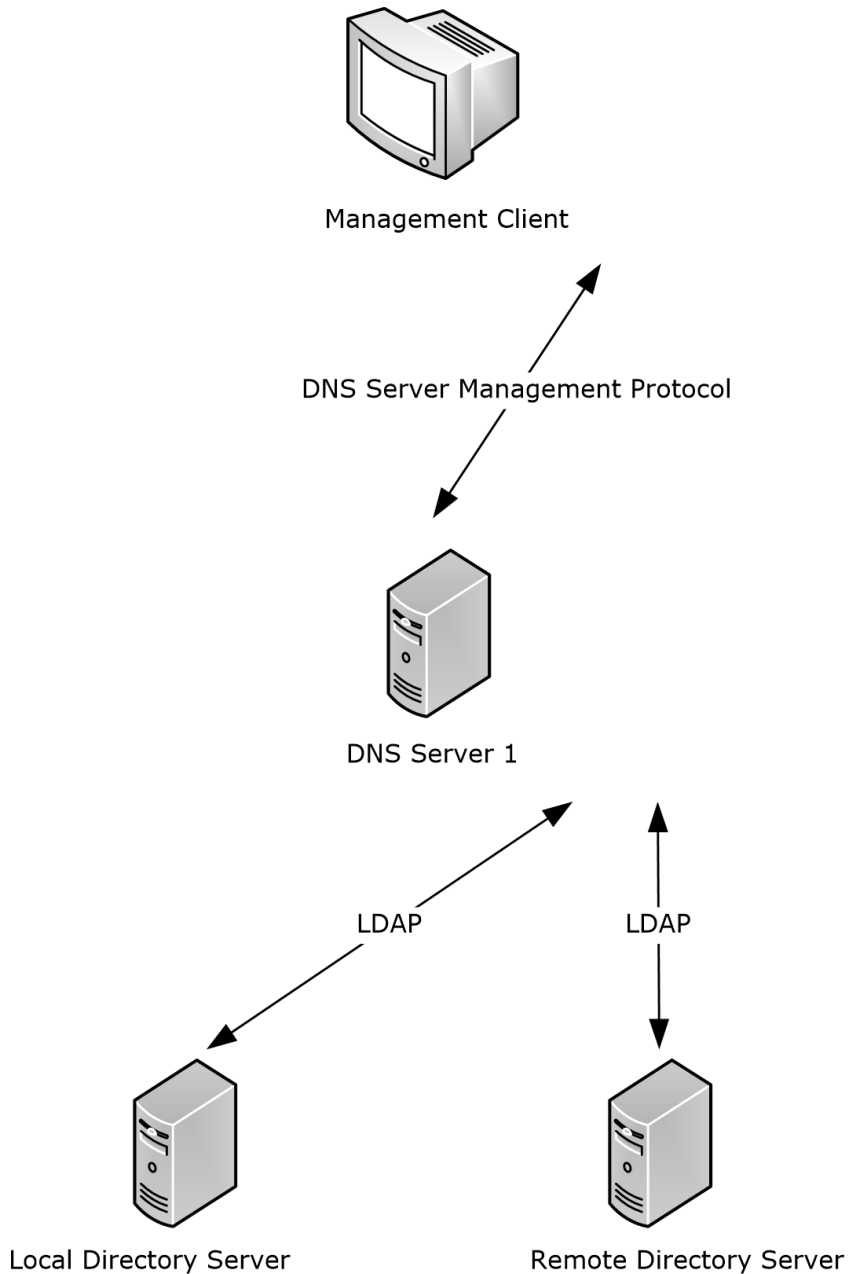 Management Client
DNS Server Management Protocol
DNS Server 1
LDAP
LDAP
Local Directory Server
Remote Directory Server